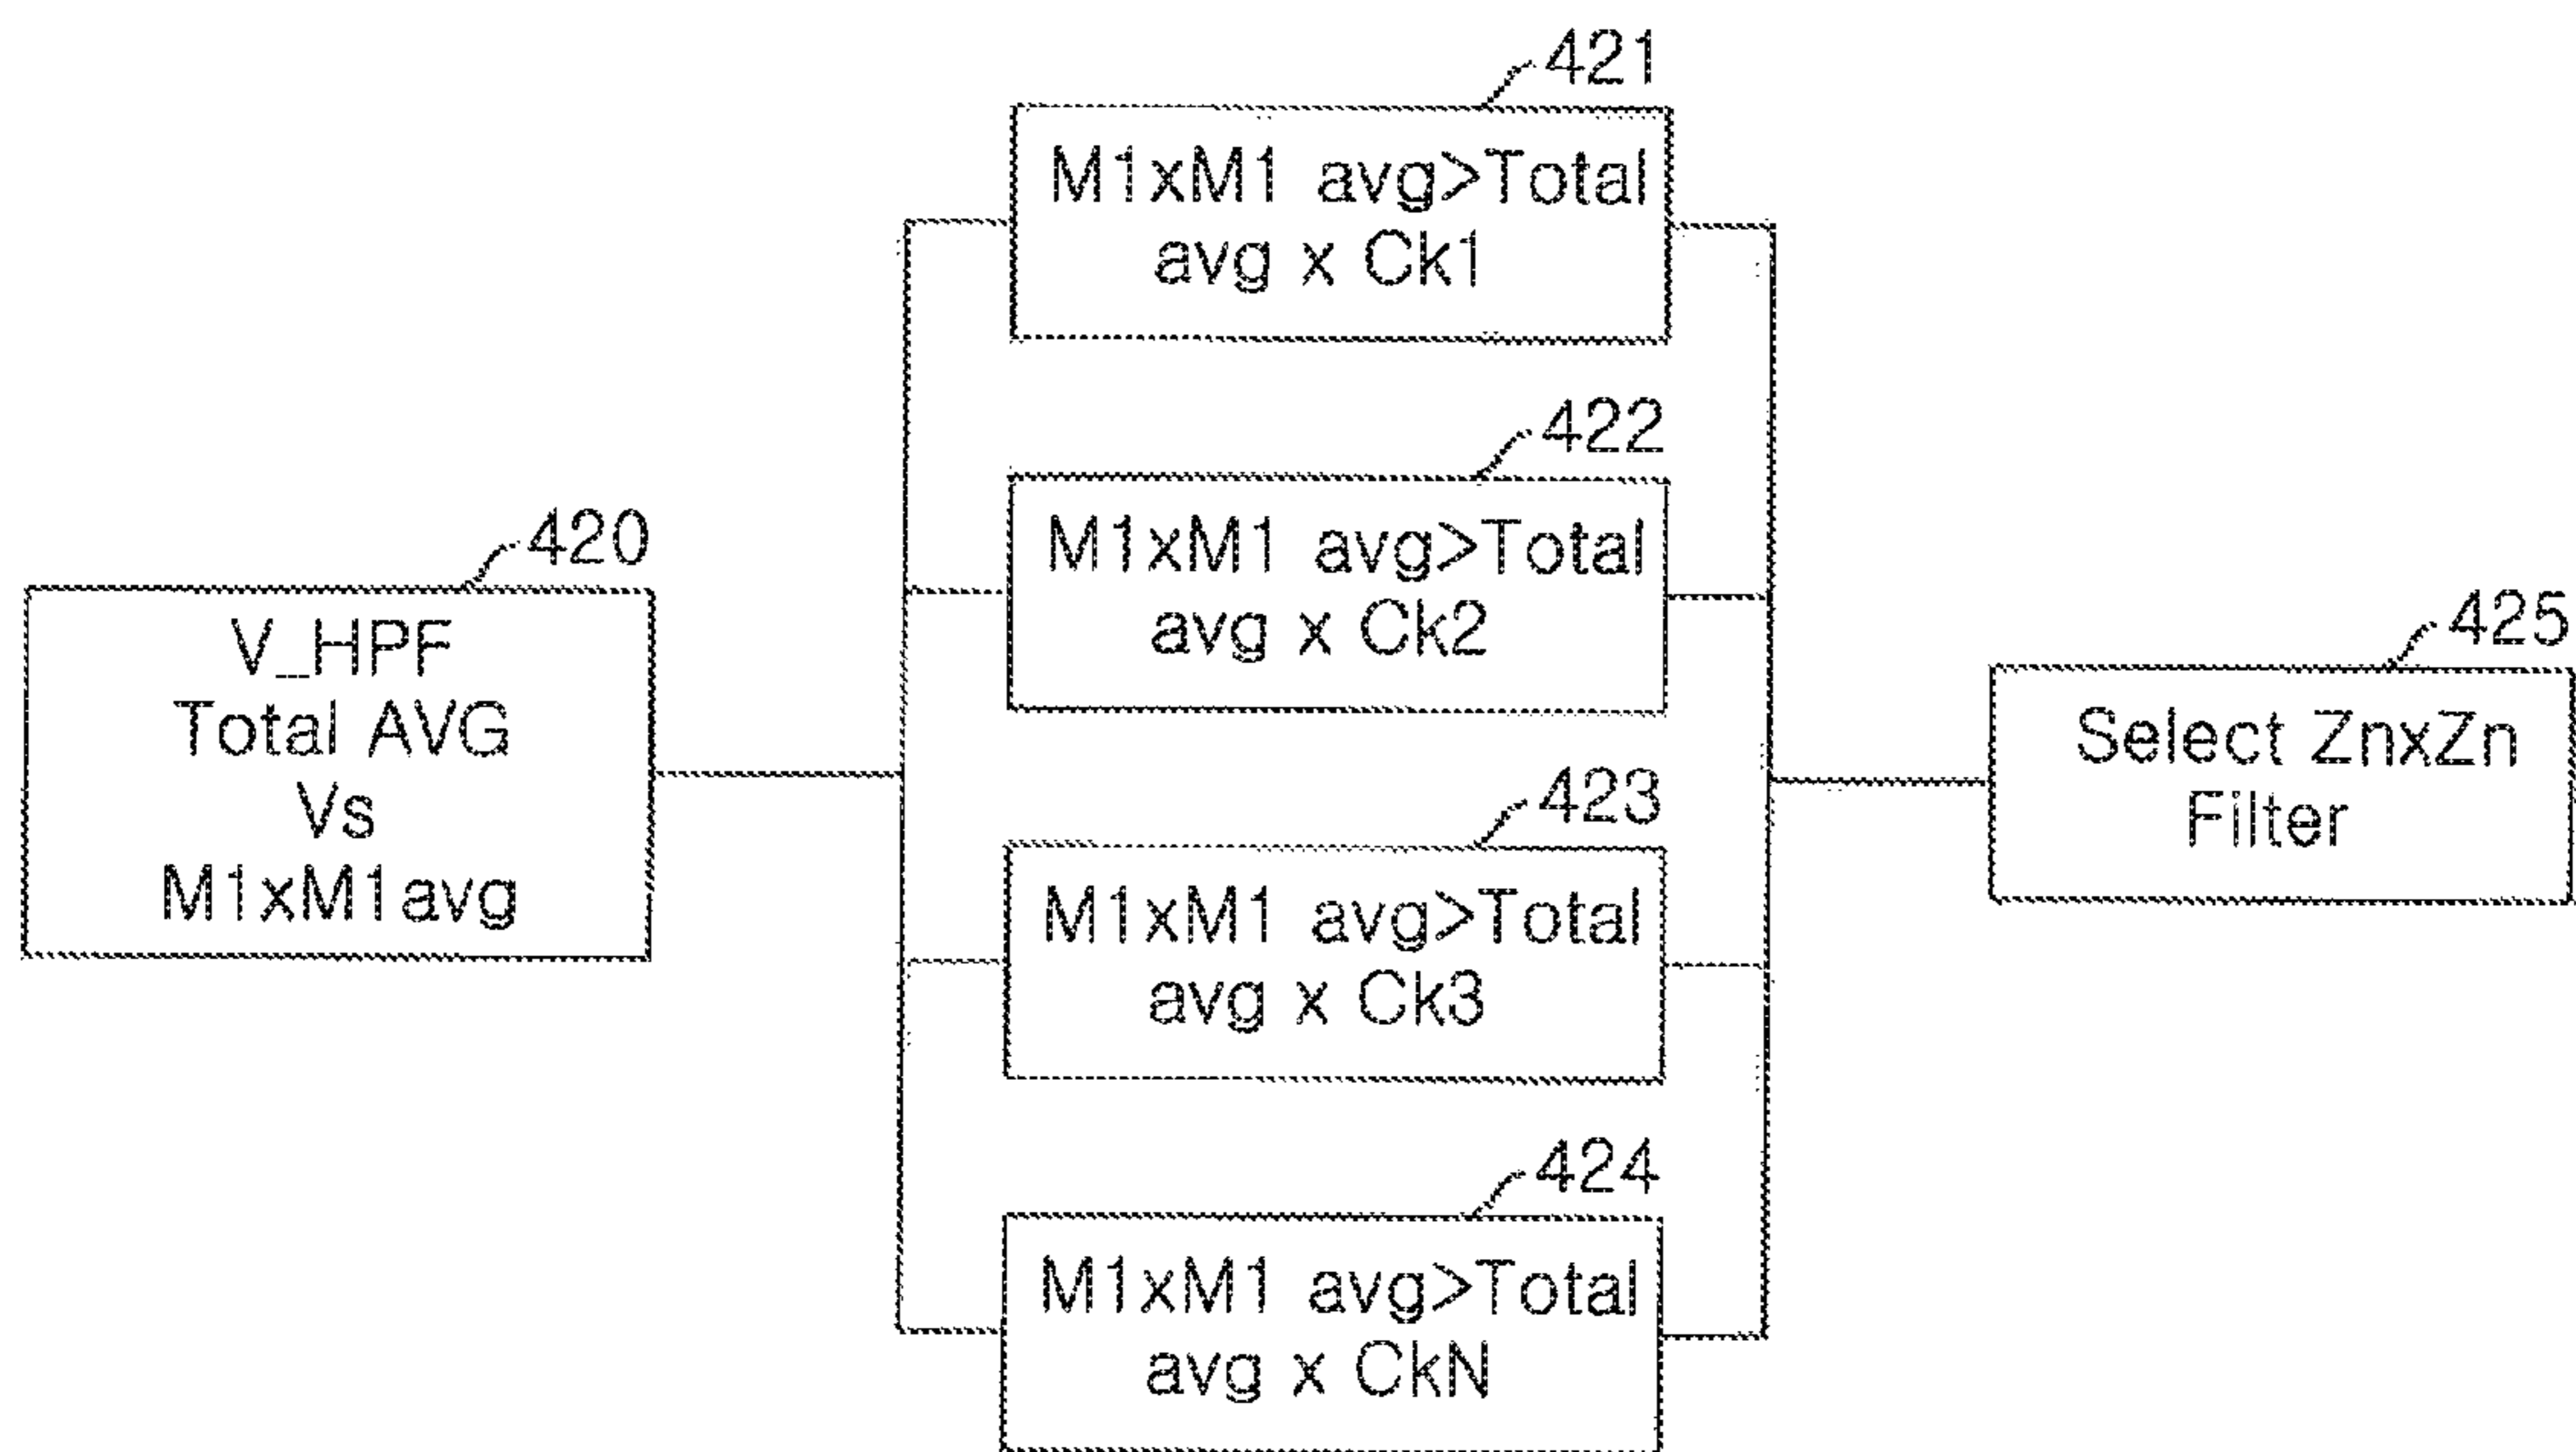 421
M1xM1 avg>Total
avg x Ck1
422
M1xM1 avg>Total
avg x Ck2
420
V_HPF
Total AVG
Vs
M1xM1avg
423
M1xM1 avg>Total
avg x Ck3
425
Select ZnxZn
Filter
424
M1xM1 avg>Total
avg x CkN